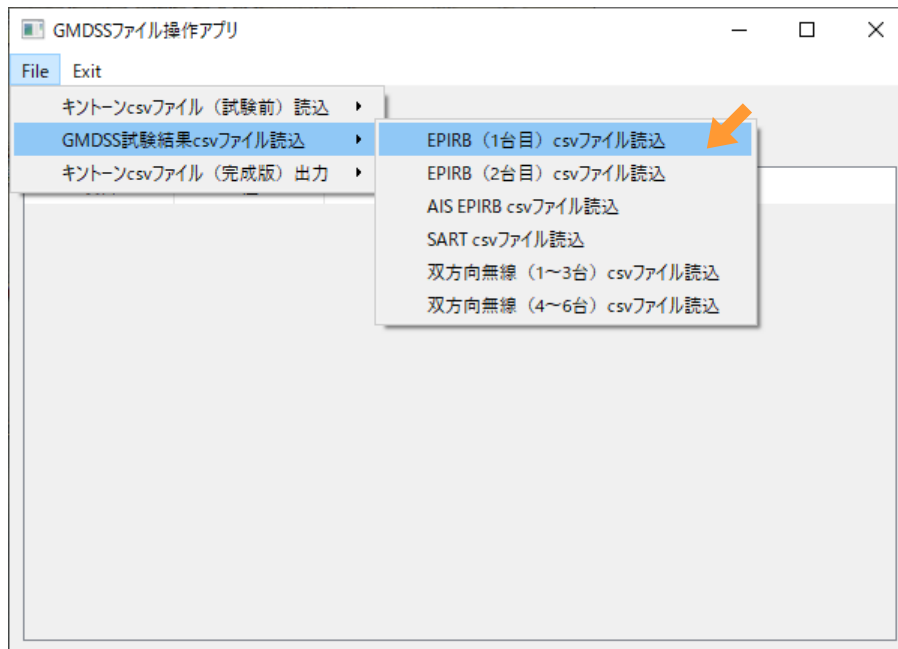 GMDSSファイル操作アプリ
File Exit
キントーンcsvファイル（試験前）読込
GMDSS試験結果csvファイル読込
キントーンcsvファイル（完成版）出力
EPIRB（1台目）csvファイル読込
EPIRB（2台目）csvファイル読込
AIS EPIRB csvファイル読込
SART csvファイル読込
双方向無線（1～3台）csvファイル読込
双方向無線（4～6台）csvファイル読込